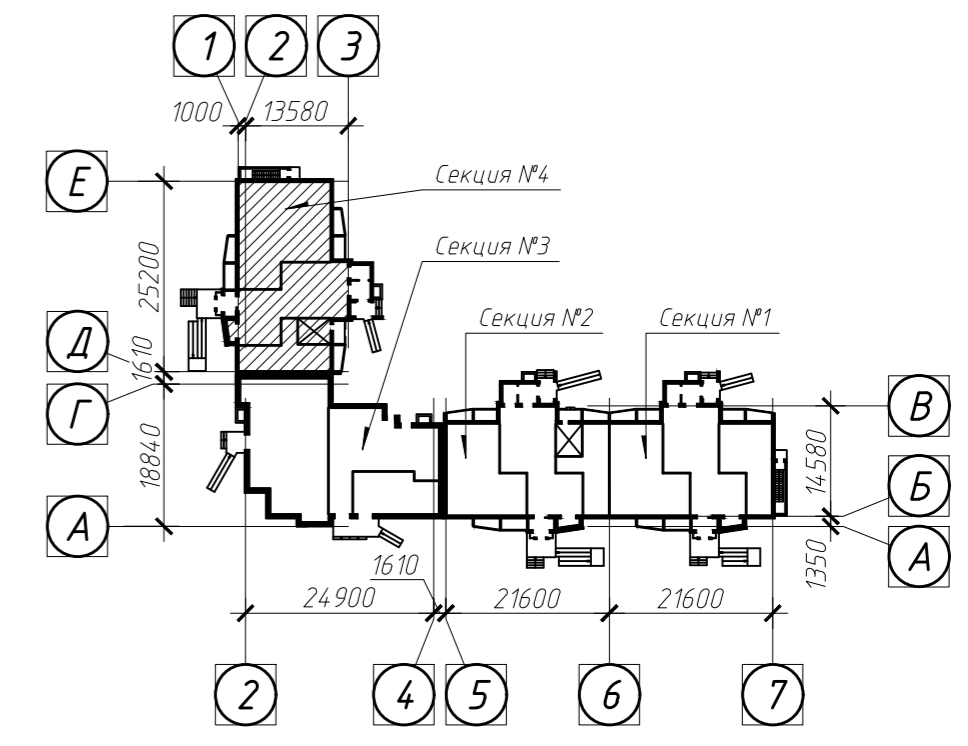 1 2 3
1000 13580
Е
Секция №4
Секция №3
25200
Д
1610
Секция №2 Секция №1
Г
В
18840
14580
Б
А
А
1350
1610
24900 21600 21600
2 4 5 6 7